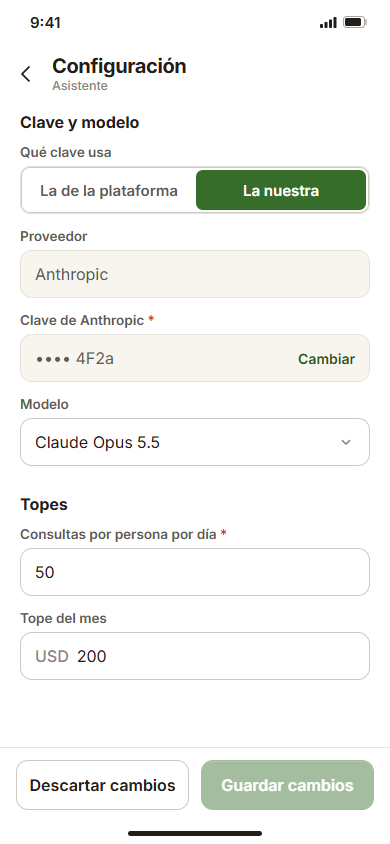 9:41
Configuración
Asistente
Clave y modelo
Qué clave usa
La de la plataforma
La nuestra
Proveedor
Anthropic
Clave de Anthropic *
•••• 4F2a
Cambiar
Modelo
Claude Opus 5.5
Topes
Consultas por persona por día *
50
Tope del mes
USD 200
Descartar cambios
Guardar cambios